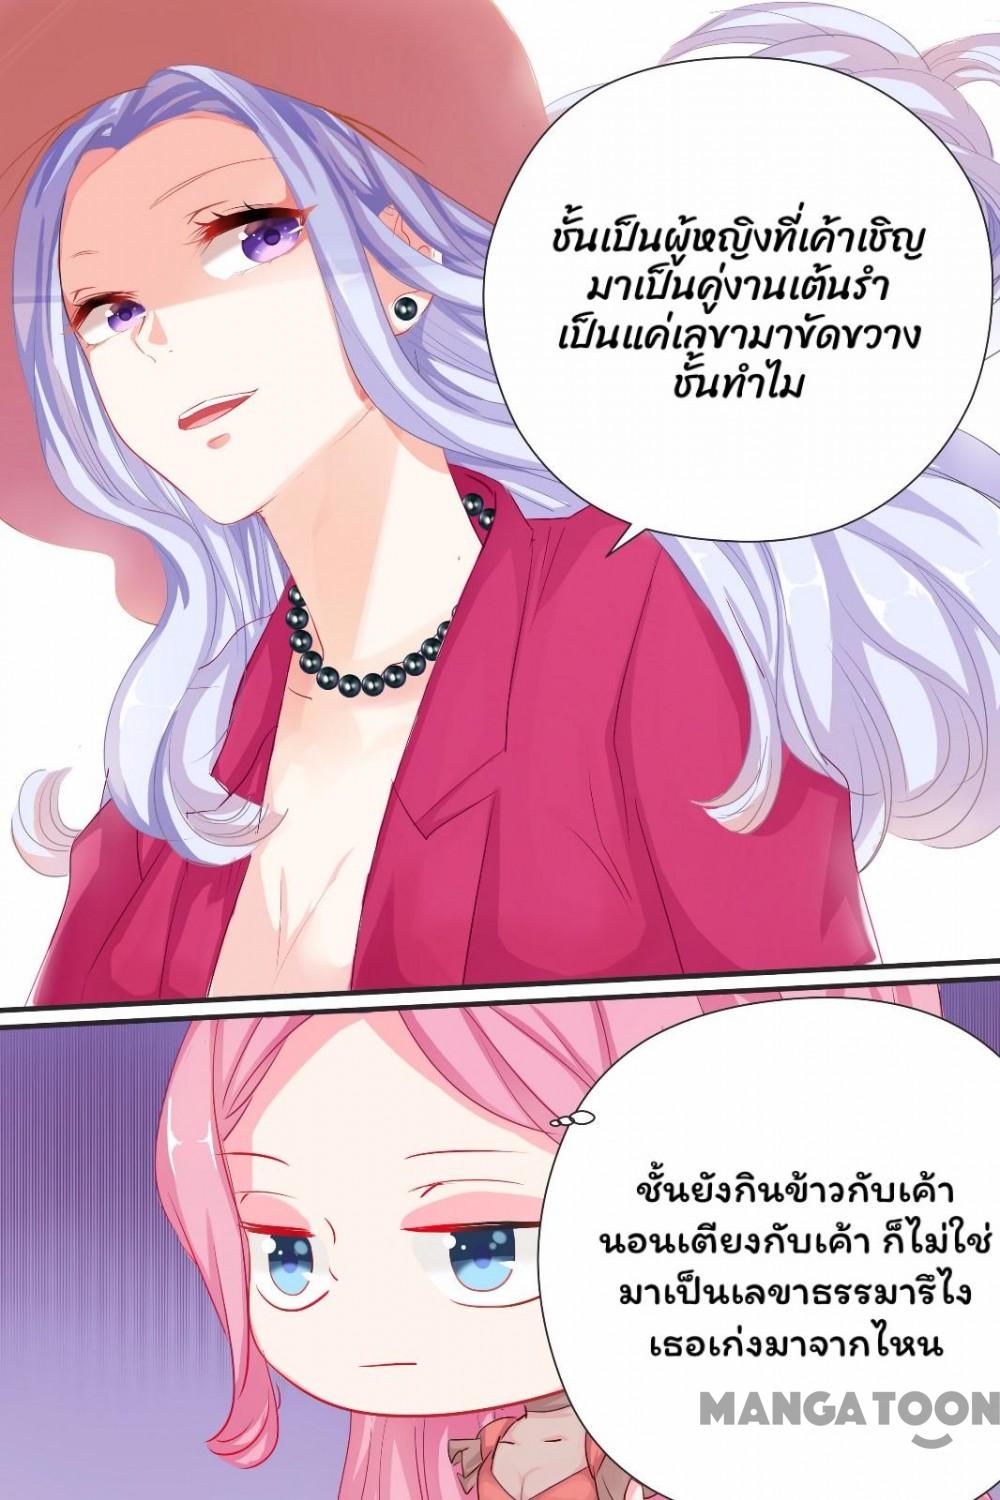 ชั้นเป็นผู้หญิงที่เค้าเชิญ
มาเป็นคู่งานเต้นรำ
เป็นแค่เลขามาขัดขวาง
ชั้นทำไม
ชั้นยังกินข้าวกับเค้า
นอนเตียงกับเค้า ก็ไม่ใช่
มาเป็นเลขาธรรมารึไง
เธอเก่งมาจากไหน
MANGATOON